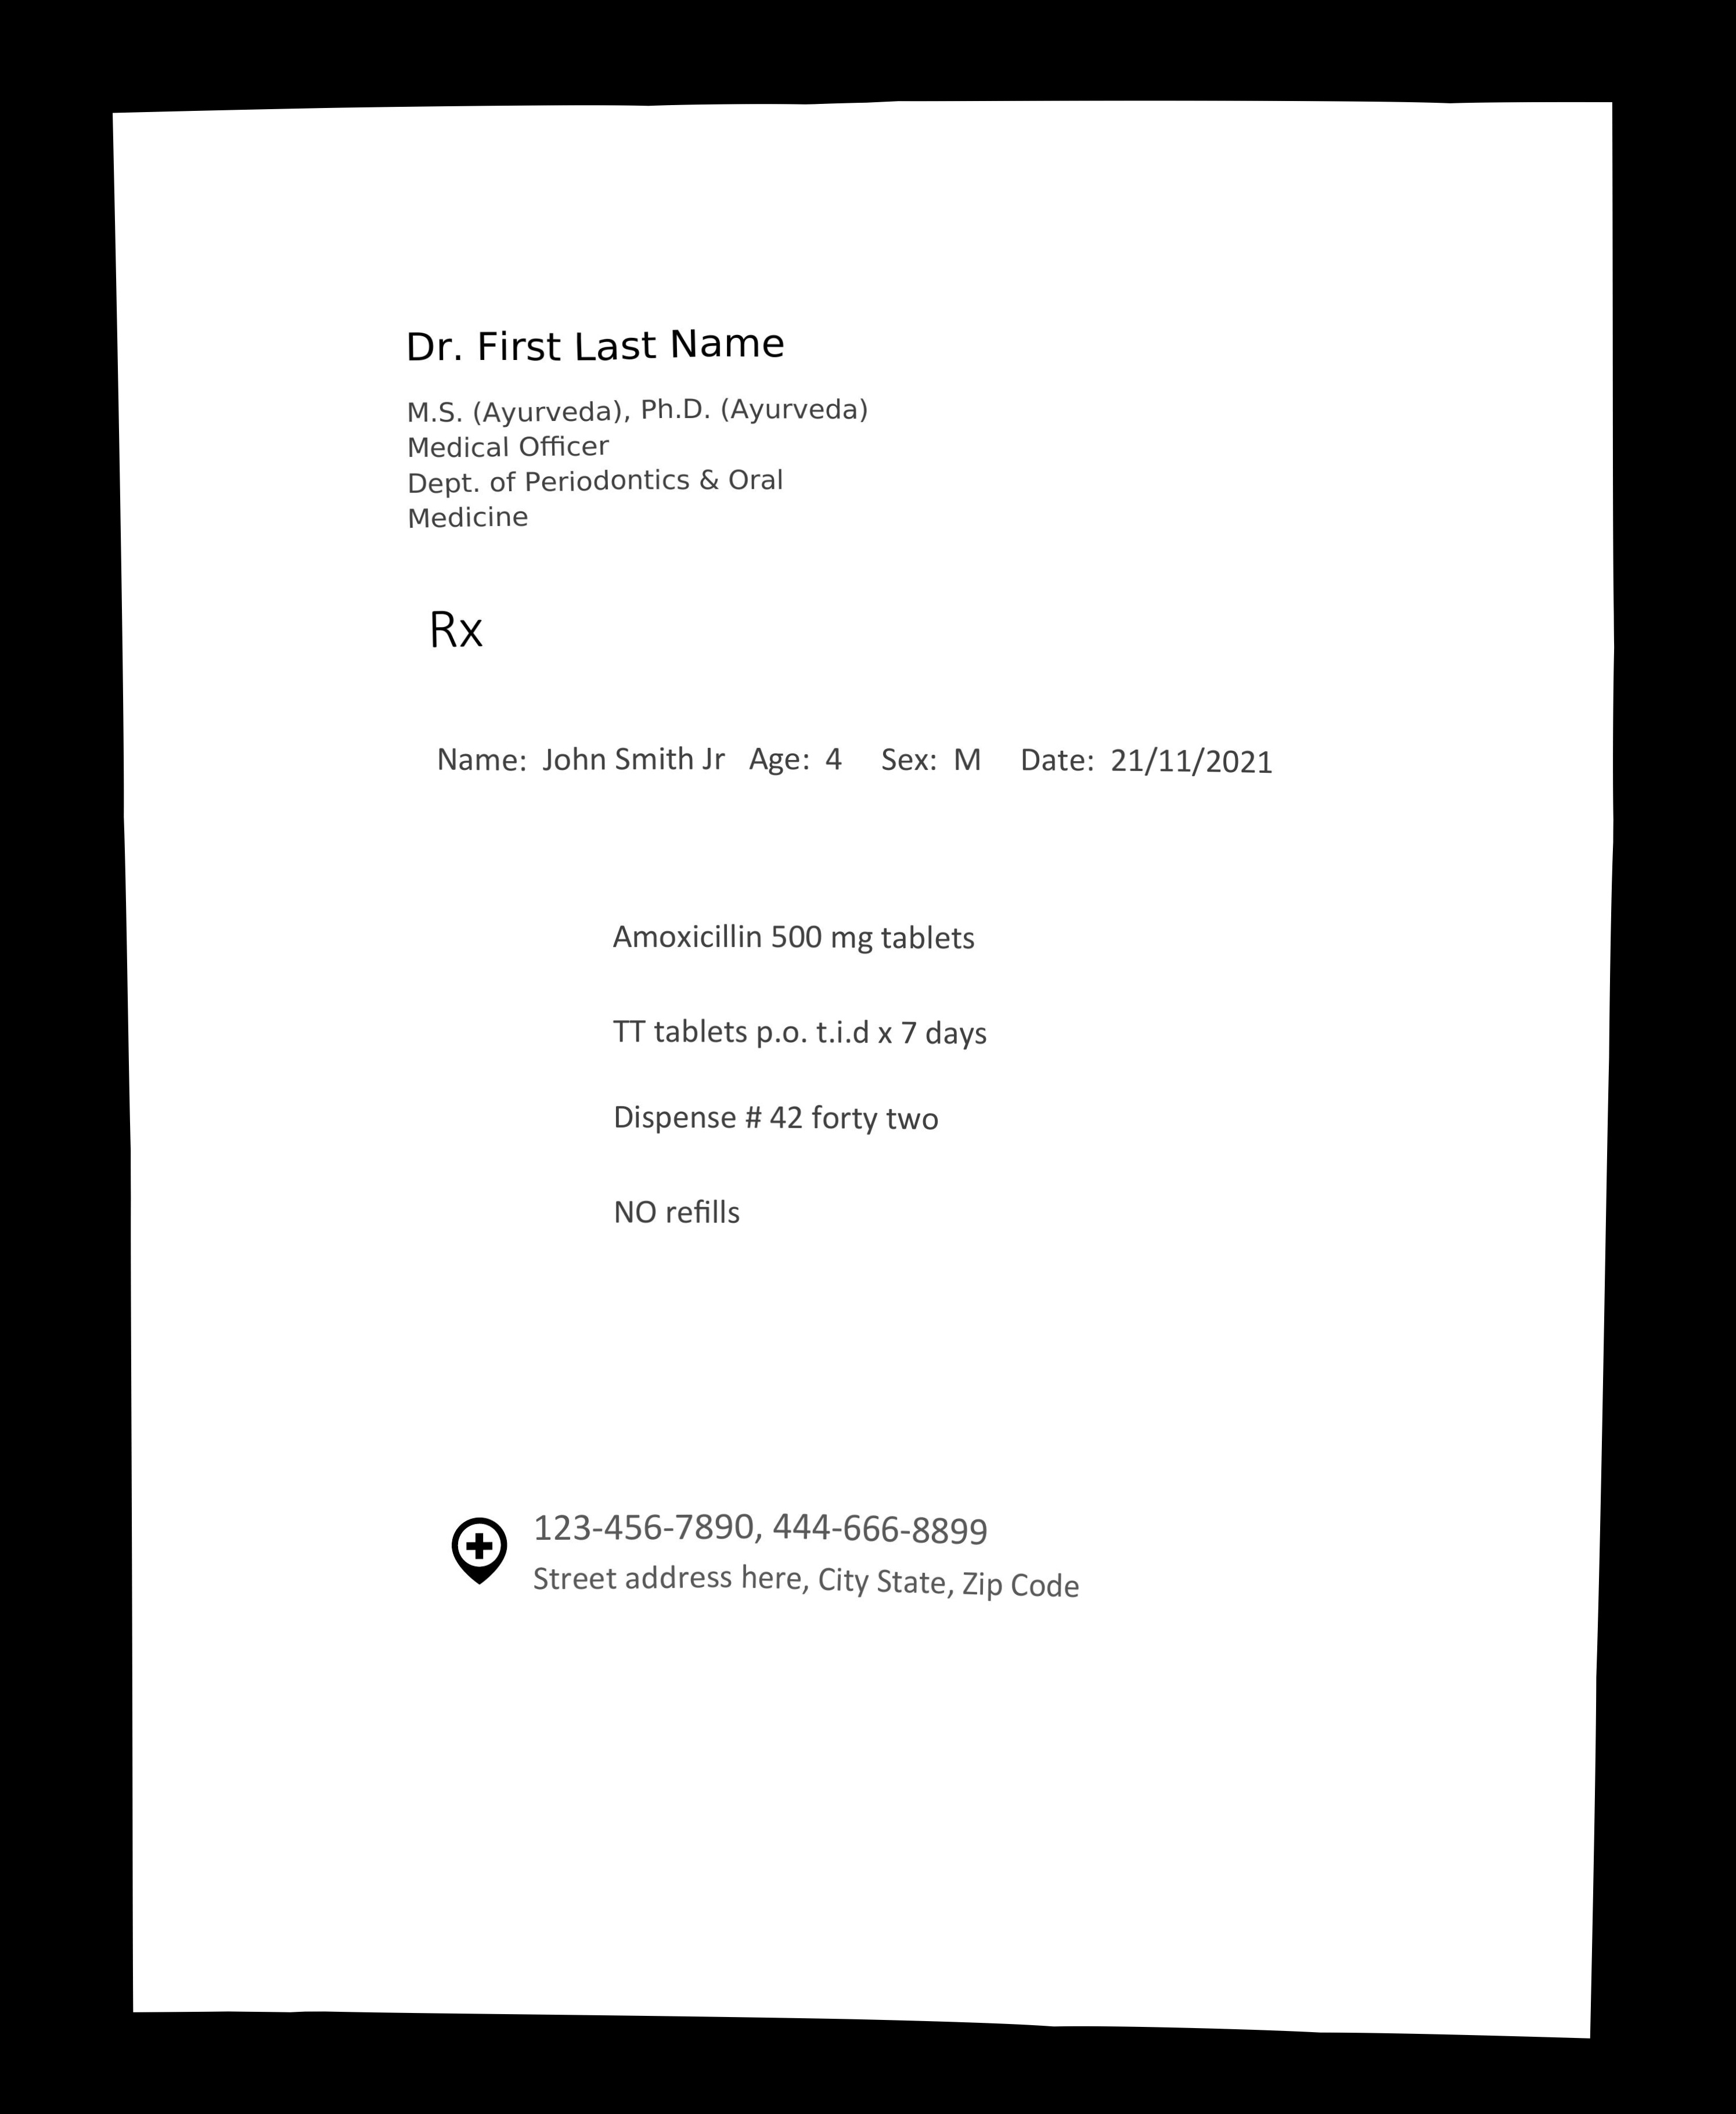 Dr. First Last Name
M.S. (Ayurveda), Ph.D. (Ayurveda)
Medical Officer
Dept. of Periodontics & Oral
Medicine
Rx
Name: John Smith Jr Age: 4 Sex: M Date: 21/11/2021
Amoxicillin 500 mg tablets
TT tablets p.o. t.i.d x 7 days
Dispense # 42 forty two
NO refills
123-456-7890, 444-666-8899
Street address here, City State, Zip Code